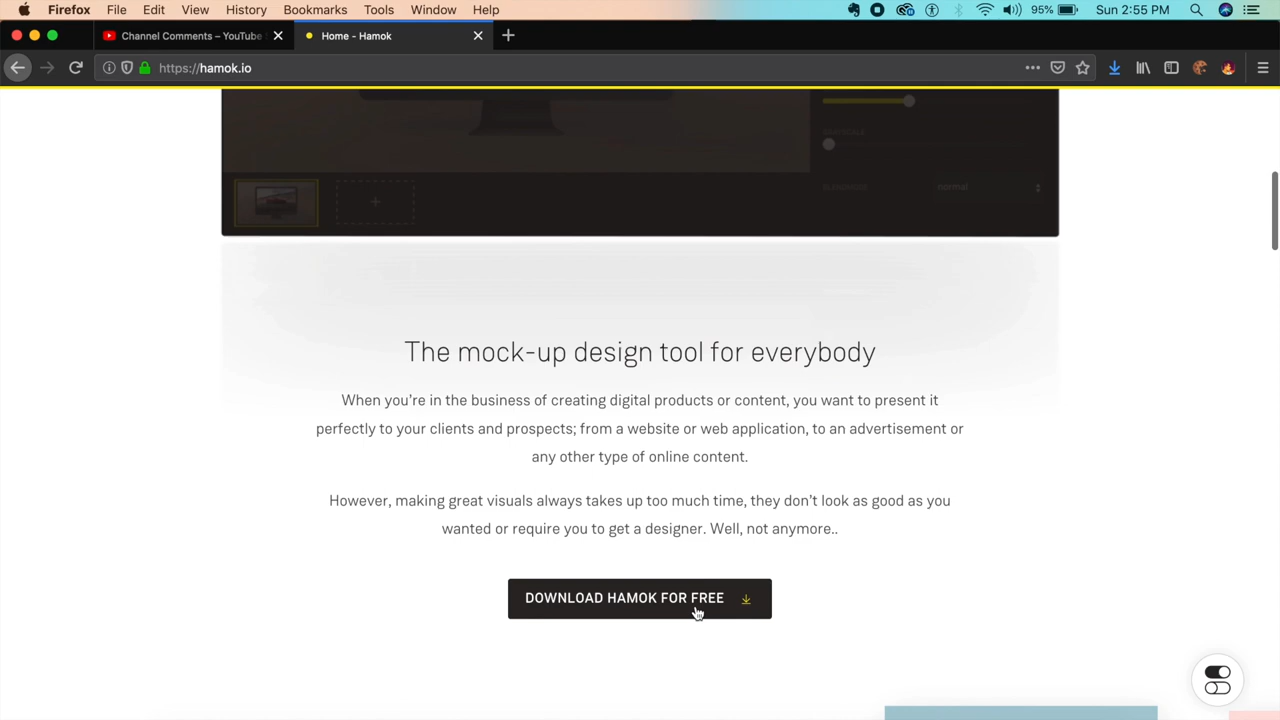 Firefox File Edit View History Bookmarks Tools Window Help 95% Sun 2:55 PM
Channel Comments – YouTube Home - Hamok
https://hamok.io
GRAYSCALE
BLENDMODE normal
The mock-up design tool for everybody
When you're in the business of creating digital products or content, you want to present it
perfectly to your clients and prospects; from a website or web application, to an advertisement or
any other type of online content.
However, making great visuals always takes up too much time, they don't look as good as you
wanted or require you to get a designer. Well, not anymore..
DOWNLOAD HAMOK FOR FREE